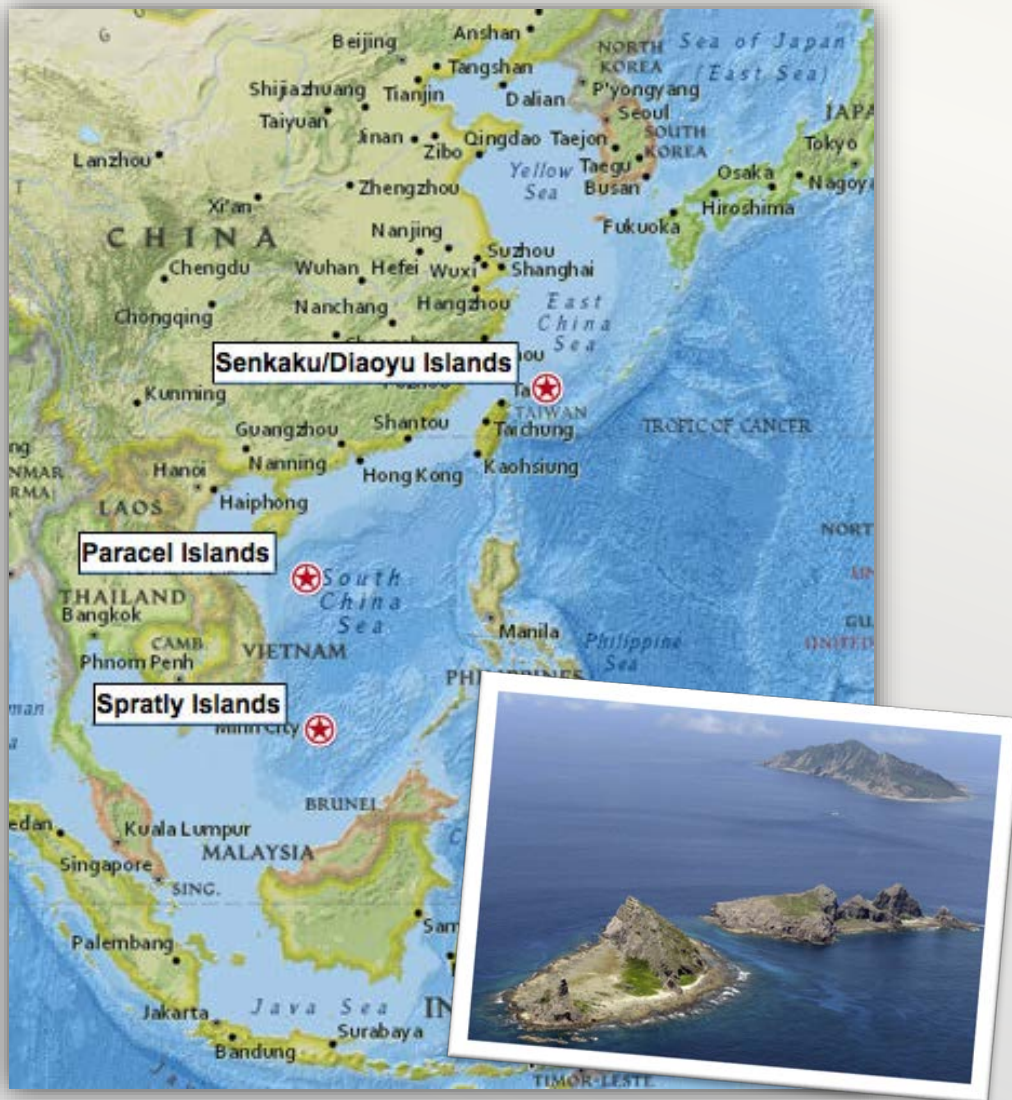 Beijing
Anshan
NORTH
KOREA
Sea of Japan
(East Sea)
Tangshan
Shijiazhuang
Tianjin
Dalian
P'yongyang
Taiyuan
Seoul
Jinan
Zibo
Qingdao
Taejon
SOUTH
KOREA
Tokyo
Lanzhou
Yellow
Sea
Taegu
Busan
Osaka
Zhengzhou
Hiroshima
Xi'an
Fukuoka
CHINA
Nanjing
Suzhou
Chengdu
Wuhan
Hefei
Wuxi
Shanghai
Chongqing
Nanchang
Hangzhou
East
China
Sea
Senkaku/Diaoyu Islands
Kunming
TAIWAN
Guangzhou
Shantou
Taichung
TROPIC OF CANCER
Hanoi
Nanning
Hong Kong
Kaohsiung
LAOS
Haiphong
Paracel Islands
South
China
Sea
THAILAND
Bangkok
CAMB.
VIETNAM
Manila
Philippine
Sea
Phnom Penh
PHILIPPINES
Spratly Islands
Minh City
BRUNEI
Kuala Lumpur
MALAYSIA
Singapore
SING.
Palembang
Java Sea
Jakarta
Surabaya
Bandung
TIMOR-LESTE